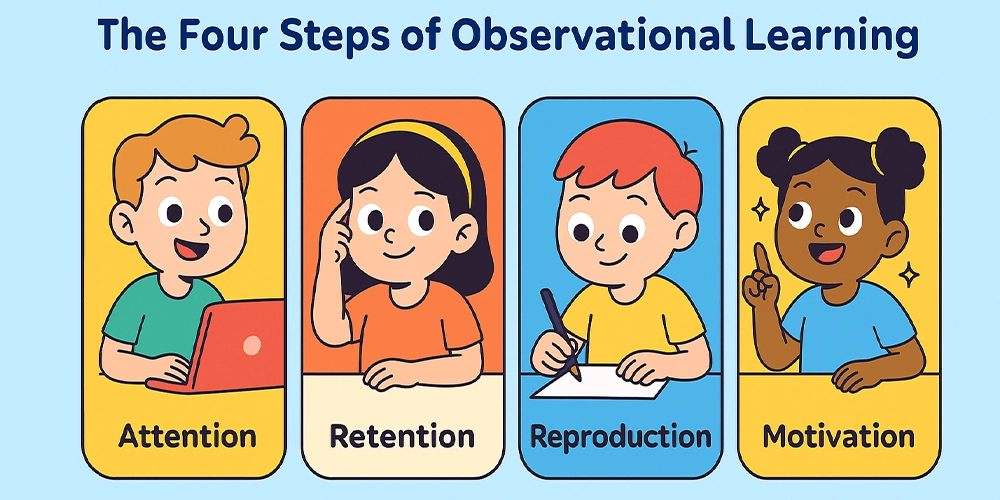 The Four Steps of Observational Learning
Attention
Retention
Reproduction
Motivation